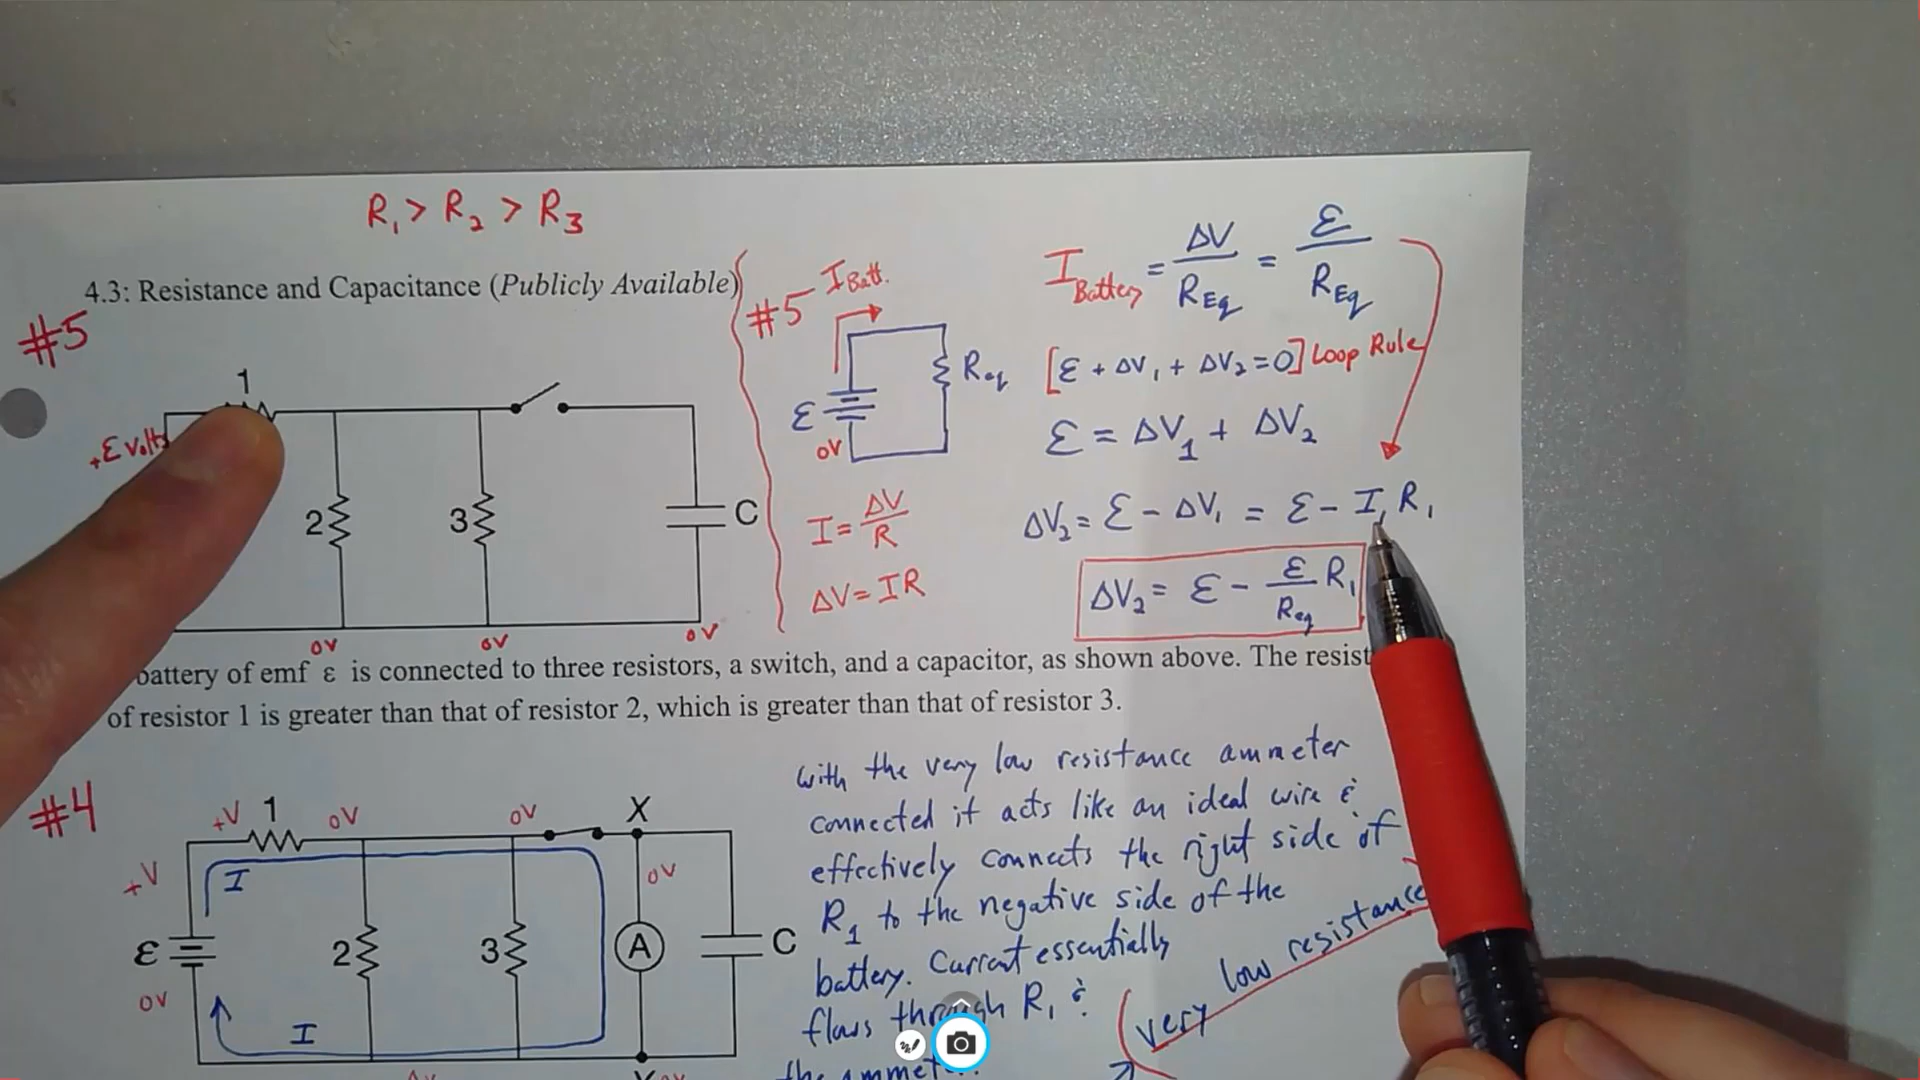 R₁ > R₂ > R₃
4.3: Resistance and Capacitance (Publicly Available)
#5
1
+ε volts
2
3
C
0V
0V
0V
#5
I Batt.
ε
0V
Req
I = ΔV/R
ΔV = IR
I Battery = ΔV/REq = ε/REq
[ε + ΔV₁ + ΔV₂ = 0] Loop Rule
ε = ΔV₁ + ΔV₂
ΔV₂ = ε - ΔV₁ = ε - I₁R₁
ΔV₂ = ε - ε/Req R₁
battery of emf ε is connected to three resistors, a switch, and a capacitor, as shown above. The resist
of resistor 1 is greater than that of resistor 2, which is greater than that of resistor 3.
#4
+V
1
0V
0V
X
+V
I
0V
ε
2
3
A
C
0V
I
with the very low resistance ammeter
connected it acts like an ideal wire &
effectively connects the right side of
R₁ to the negative side of the
battery. Current essentially
flows through R₁ &
the ammet
very low resistance